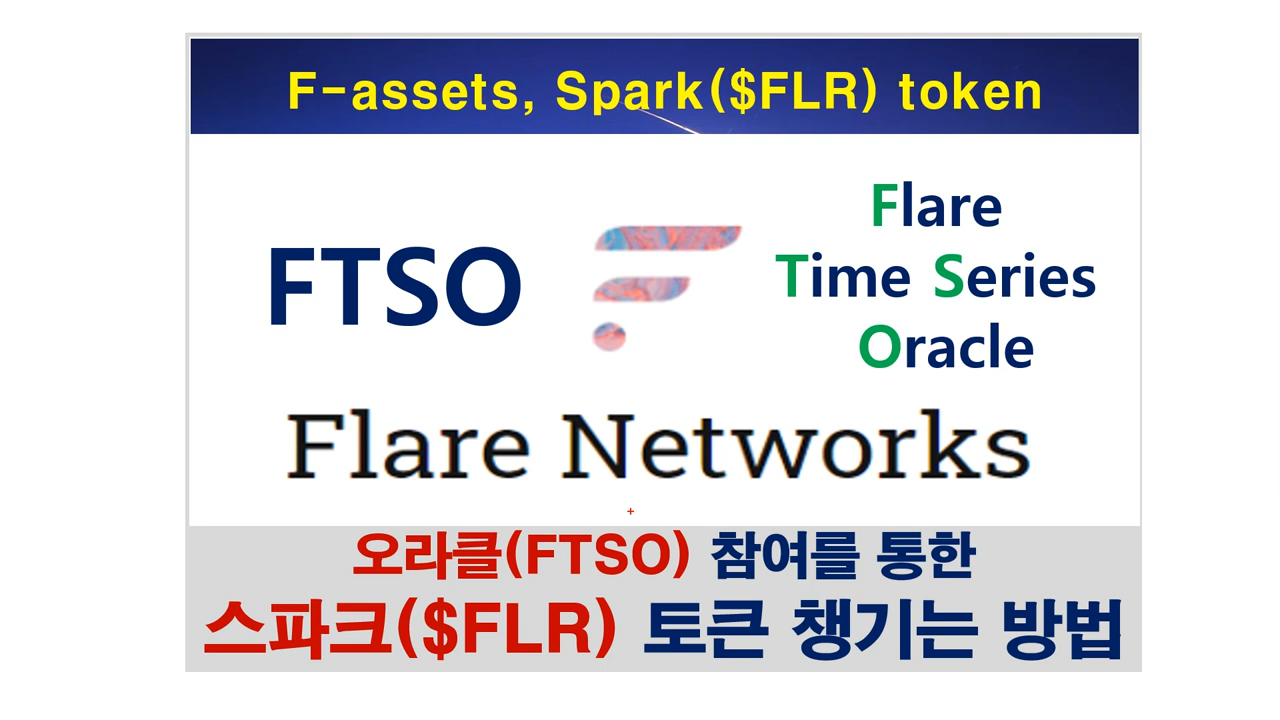 F-assets, Spark($FLR) token
FTSO
Flare
Time Series
Oracle
Flare Networks
오라클(FTSO) 참여를 통한
스파크($FLR) 토큰 챙기는 방법